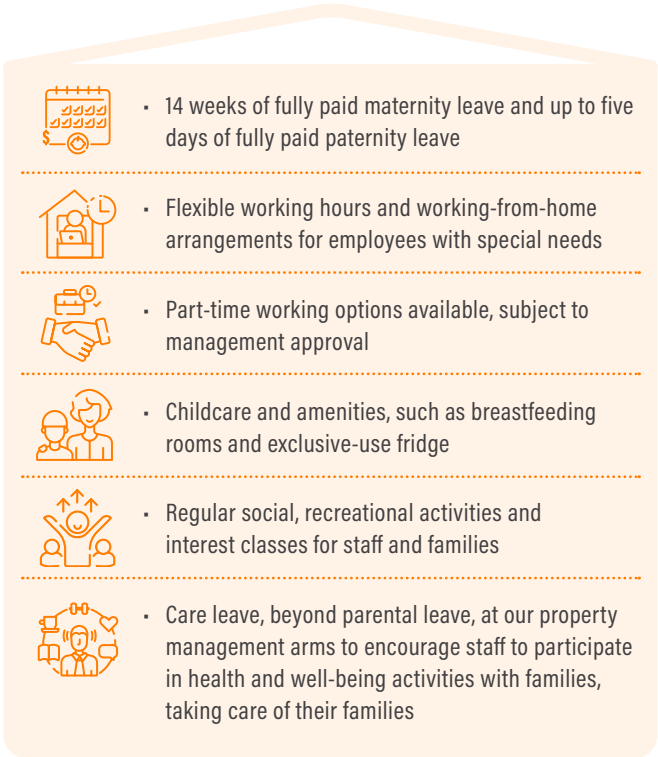 $
• 14 weeks of fully paid maternity leave and up to five
days of fully paid paternity leave
• Flexible working hours and working-from-home
arrangements for employees with special needs
• Part-time working options available, subject to
management approval
• Childcare and amenities, such as breastfeeding
rooms and exclusive-use fridge
• Regular social, recreational activities and
interest classes for staff and families
• Care leave, beyond parental leave, at our property
management arms to encourage staff to participate
in health and well-being activities with families,
taking care of their families